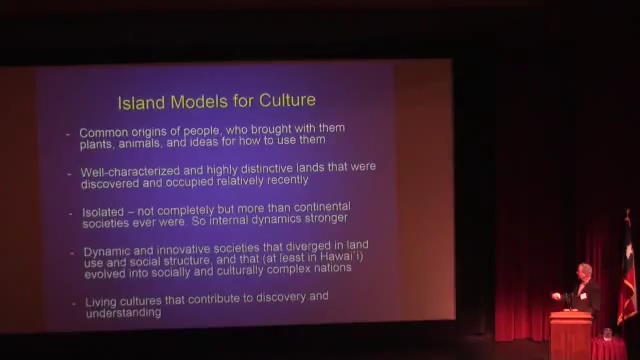 Island Models for Culture
- Common origins of people, who brought with them
plants, animals, and ideas for how to use them
- Well-characterized and highly distinctive lands that were
discovered and occupied relatively recently
- Isolated – not completely but more than continental
societies ever were. So internal dynamics stronger
- Dynamic and innovative societies that diverged in land
use and social structure, and that (at least in Hawai'i)
evolved into socially and culturally complex nations
- Living cultures that contribute to discovery and
understanding